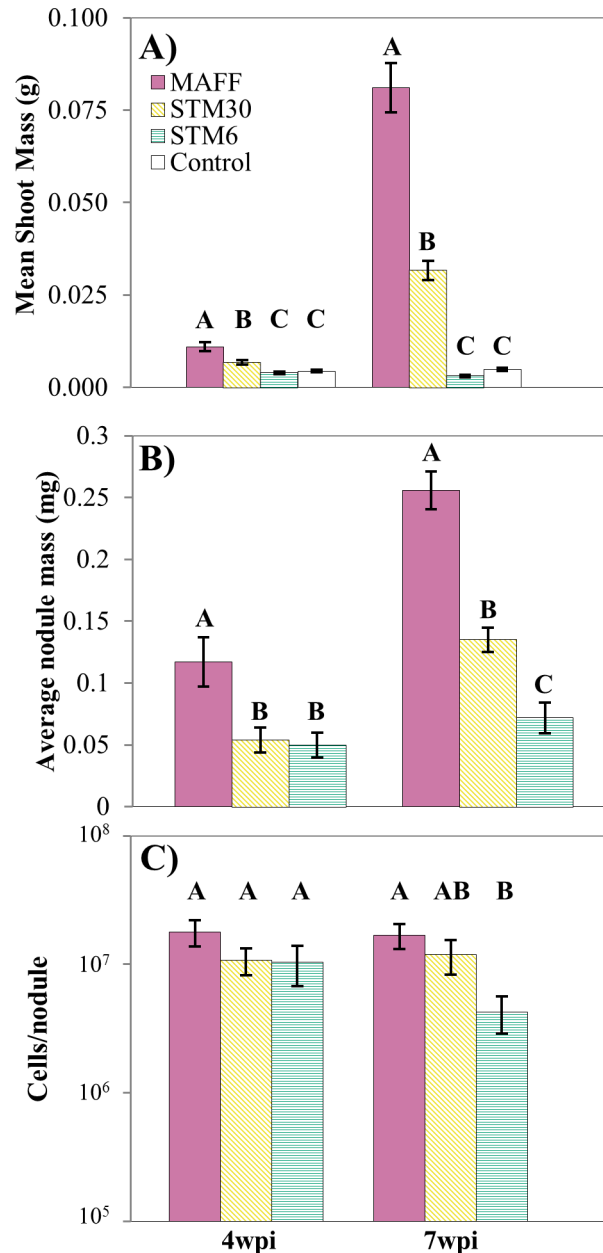 A)
MAFF
STM30
STM6
Control
Mean Shoot Mass (g)
0.100
0.075
0.050
0.025
0.000
A B C C
A
B
C C
B)
Average nodule mass (mg)
0.3
0.25
0.2
0.15
0.1
0.05
0
A
B B
A
B
C
C)
Cells/nodule
10⁸
10⁷
10⁶
10⁵
A A A A AB B
4wpi 7wpi